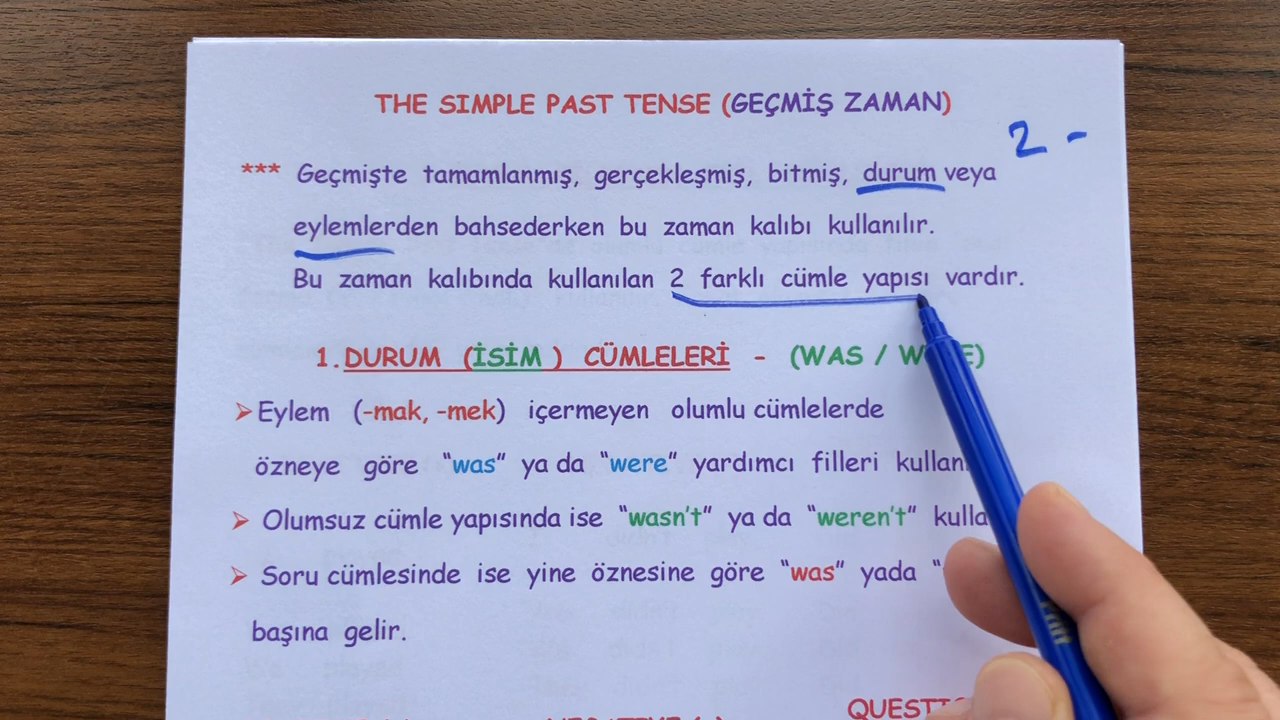 THE SIMPLE PAST TENSE (GEÇMİŞ ZAMAN)
2 -
*** Geçmişte tamamlanmış, gerçekleşmiş, bitmiş, durum veya
eylemlerden bahsederken bu zaman kalıbı kullanılır.
Bu zaman kalıbında kullanılan 2 farklı cümle yapısı vardır.
1. DURUM (İSİM ) CÜMLELERİ - (WAS / W E)
➢ Eylem (-mak, -mek) içermeyen olumlu cümlelerde
özneye göre "was" ya da "were" yardımcı filleri kullan
➢ Olumsuz cümle yapısında ise "wasn't" ya da "weren't" kulla
➢ Soru cümlesinde ise yine öznesine göre "was" yada "
başına gelir.